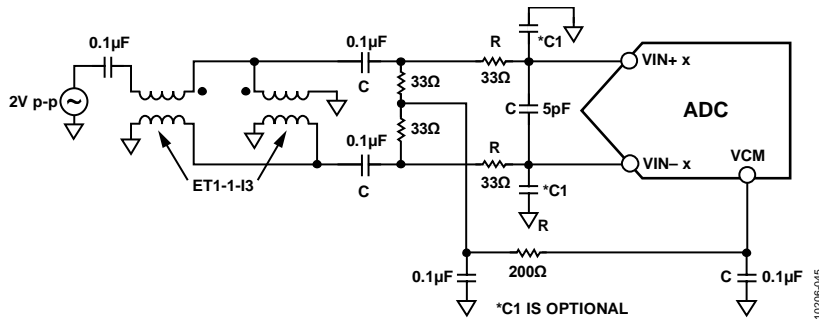 0.1µF
2V p-p
ET1-1-I3
0.1µF
C
33Ω
33Ω
0.1µF
C
R
33Ω
*C1
C
5pF
R
33Ω
*C1
R
VIN+ x
ADC
VIN– x
VCM
0.1µF
200Ω
C
0.1µF
*C1 IS OPTIONAL
10206-045